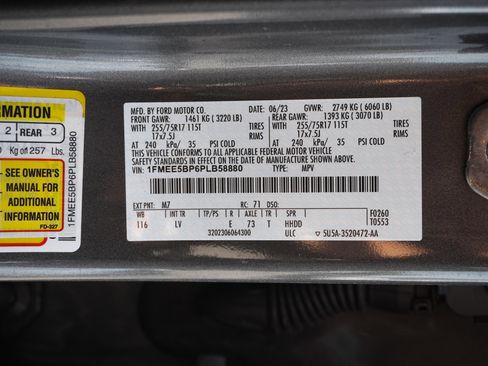 RMATION
2 REAR 3
Kg or 257 Lbs.
SEE OWNER'S
MANUAL FOR
ADDITIONAL
INFORMATION
FD-327
1FMEE5BP6PLB58880
MFD. BY FORD MOTOR CO.
DATE: 06/23 GVWR: 2749 KG ( 6060 LB)
FRONT GAWR: 1461 KG ( 3220 LB) REAR GAWR: 1393 KG ( 3070 LB)
255/75R17 115T TIRES 255/75R17 115T TIRES
17x7.5J RIMS 17x7.5J RIMS
AT 240 kPa/ 35 PSI COLD AT 240 kPa/ 35 PSI COLD
THIS VEHICLE CONFORMS TO ALL APPLICABLE FEDERAL MOTOR VEHICLE
SAFETY STANDARDS IN EFFECT ON THE DATE OF MANUFACTURE SHOWN ABOVE.
VIN: 1FMEE5BP6PLB58880 TYPE: MPV
EXT PNT: M7 RC: 71 DSO:
WB INT TR TP/PS R AXLE TR SPR F0260
116 LV E 73 T HHDD T0553
3202306064300 ULC 5U5A-3520472-AA